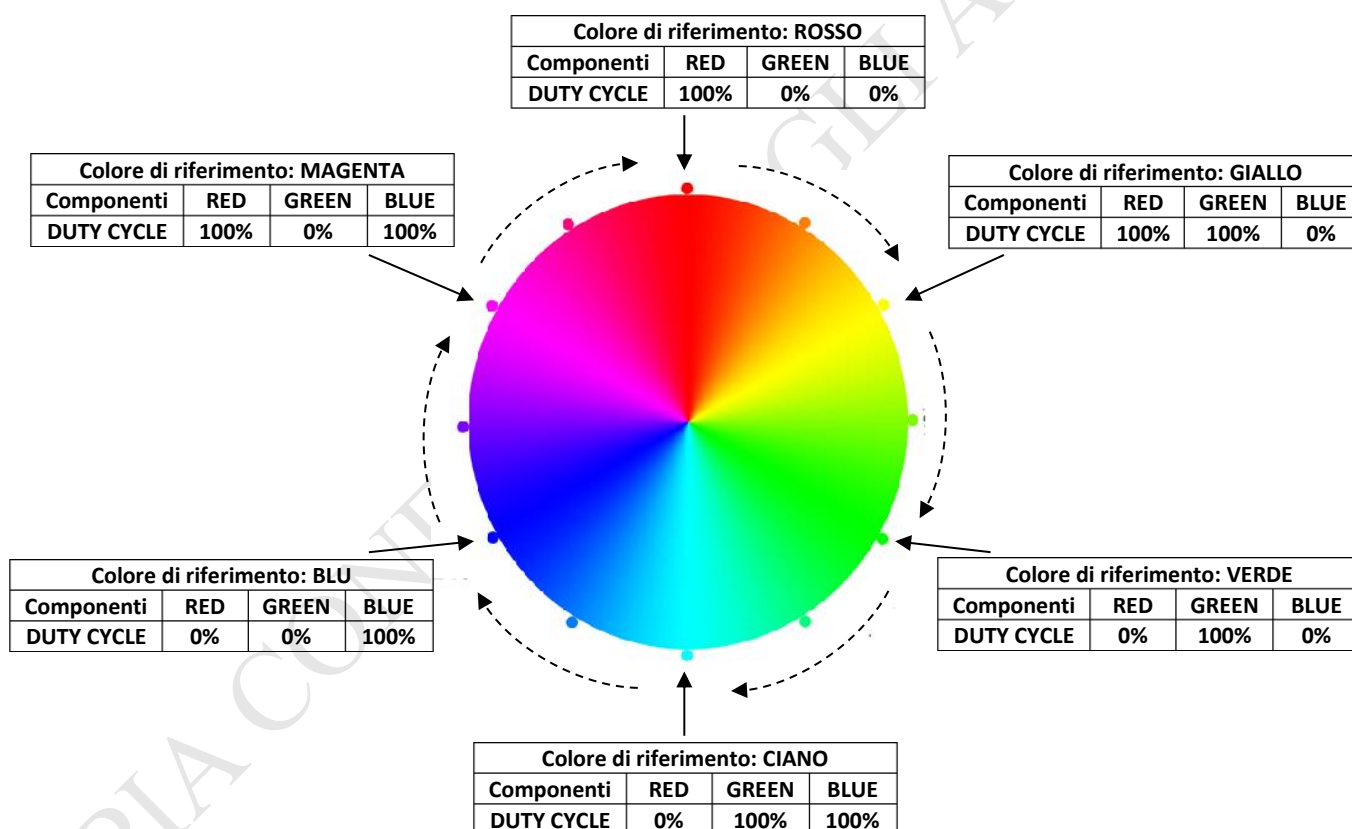 Colore di riferimento: ROSSO
Componenti RED GREEN BLUE
DUTY CYCLE 100% 0% 0%
Colore di riferimento: MAGENTA
Componenti RED GREEN BLUE
DUTY CYCLE 100% 0% 100%
Colore di riferimento: GIALLO
Componenti RED GREEN BLUE
DUTY CYCLE 100% 100% 0%
Colore di riferimento: BLU
Componenti RED GREEN BLUE
DUTY CYCLE 0% 0% 100%
Colore di riferimento: VERDE
Componenti RED GREEN BLUE
DUTY CYCLE 0% 100% 0%
Colore di riferimento: CIANO
Componenti RED GREEN BLUE
DUTY CYCLE 0% 100% 100%